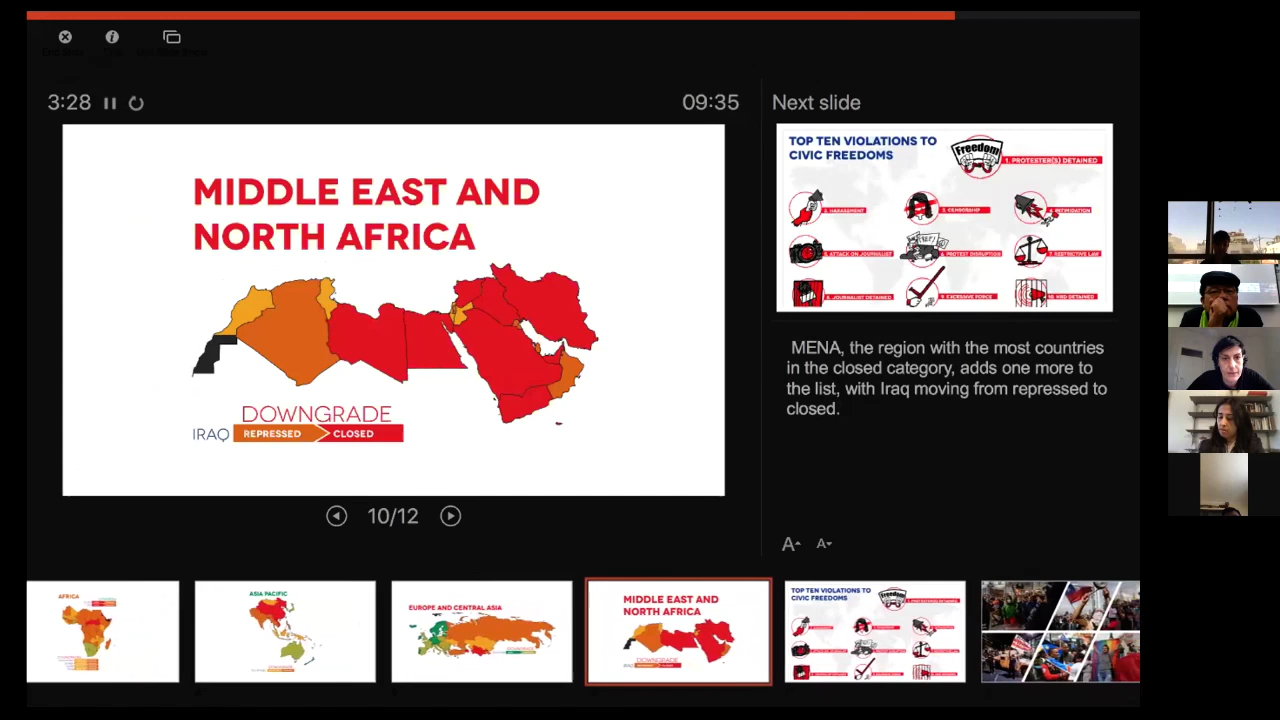 3:28
09:35
Next slide
MIDDLE EAST AND
NORTH AFRICA
DOWNGRADE
IRAQ REPRESSED CLOSED
TOP TEN VIOLATIONS TO
CIVIC FREEDOMS
Freedom
1. PROTESTER(S) DETAINED
2. HARASSMENT
3. CENSORSHIP
4. INTIMIDATION
5. ATTACK ON JOURNALIST
6. PROTEST DISRUPTION
7. RESTRICTIVE LAW
8. JOURNALIST DETAINED
9. EXCESSIVE FORCE
10. HRD DETAINED
MENA, the region with the most countries
in the closed category, adds one more to
the list, with Iraq moving from repressed to
closed.
10/12
A A
AFRICA
ASIA PACIFIC
DOWNGRADE
EUROPE AND CENTRAL ASIA
MIDDLE EAST AND
NORTH AFRICA
DOWNGRADE
TOP TEN VIOLATIONS TO
CIVIC FREEDOMS
Freedom